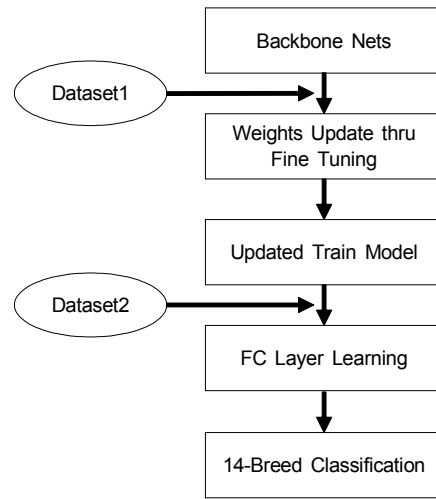 Backbone Nets
Dataset1
Weights Update thru
Fine Tuning
Updated Train Model
Dataset2
FC Layer Learning
14-Breed Classification